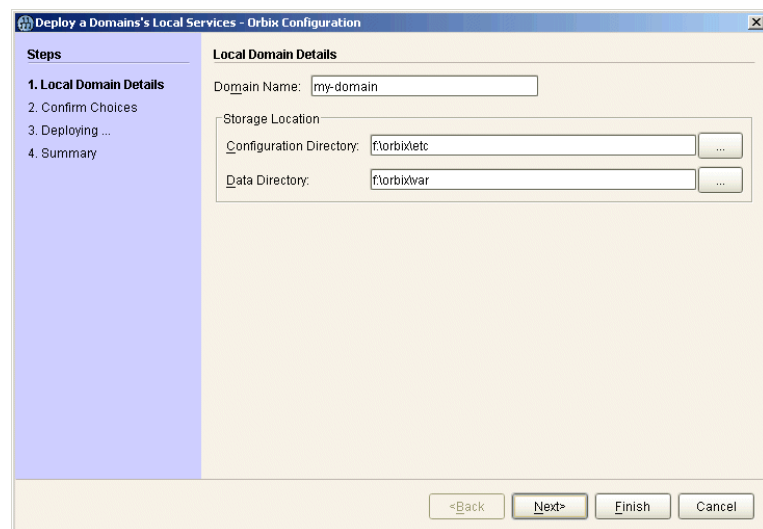 Deploy a Domains's Local Services - Orbix Configuration
Steps
1. Local Domain Details
2. Confirm Choices
3. Deploying ...
4. Summary
Local Domain Details
Domain Name: my-domain
Storage Location
Configuration Directory: f:\orbix\etc ...
Data Directory: f:\orbix\var ...
<Back Next> Finish Cancel